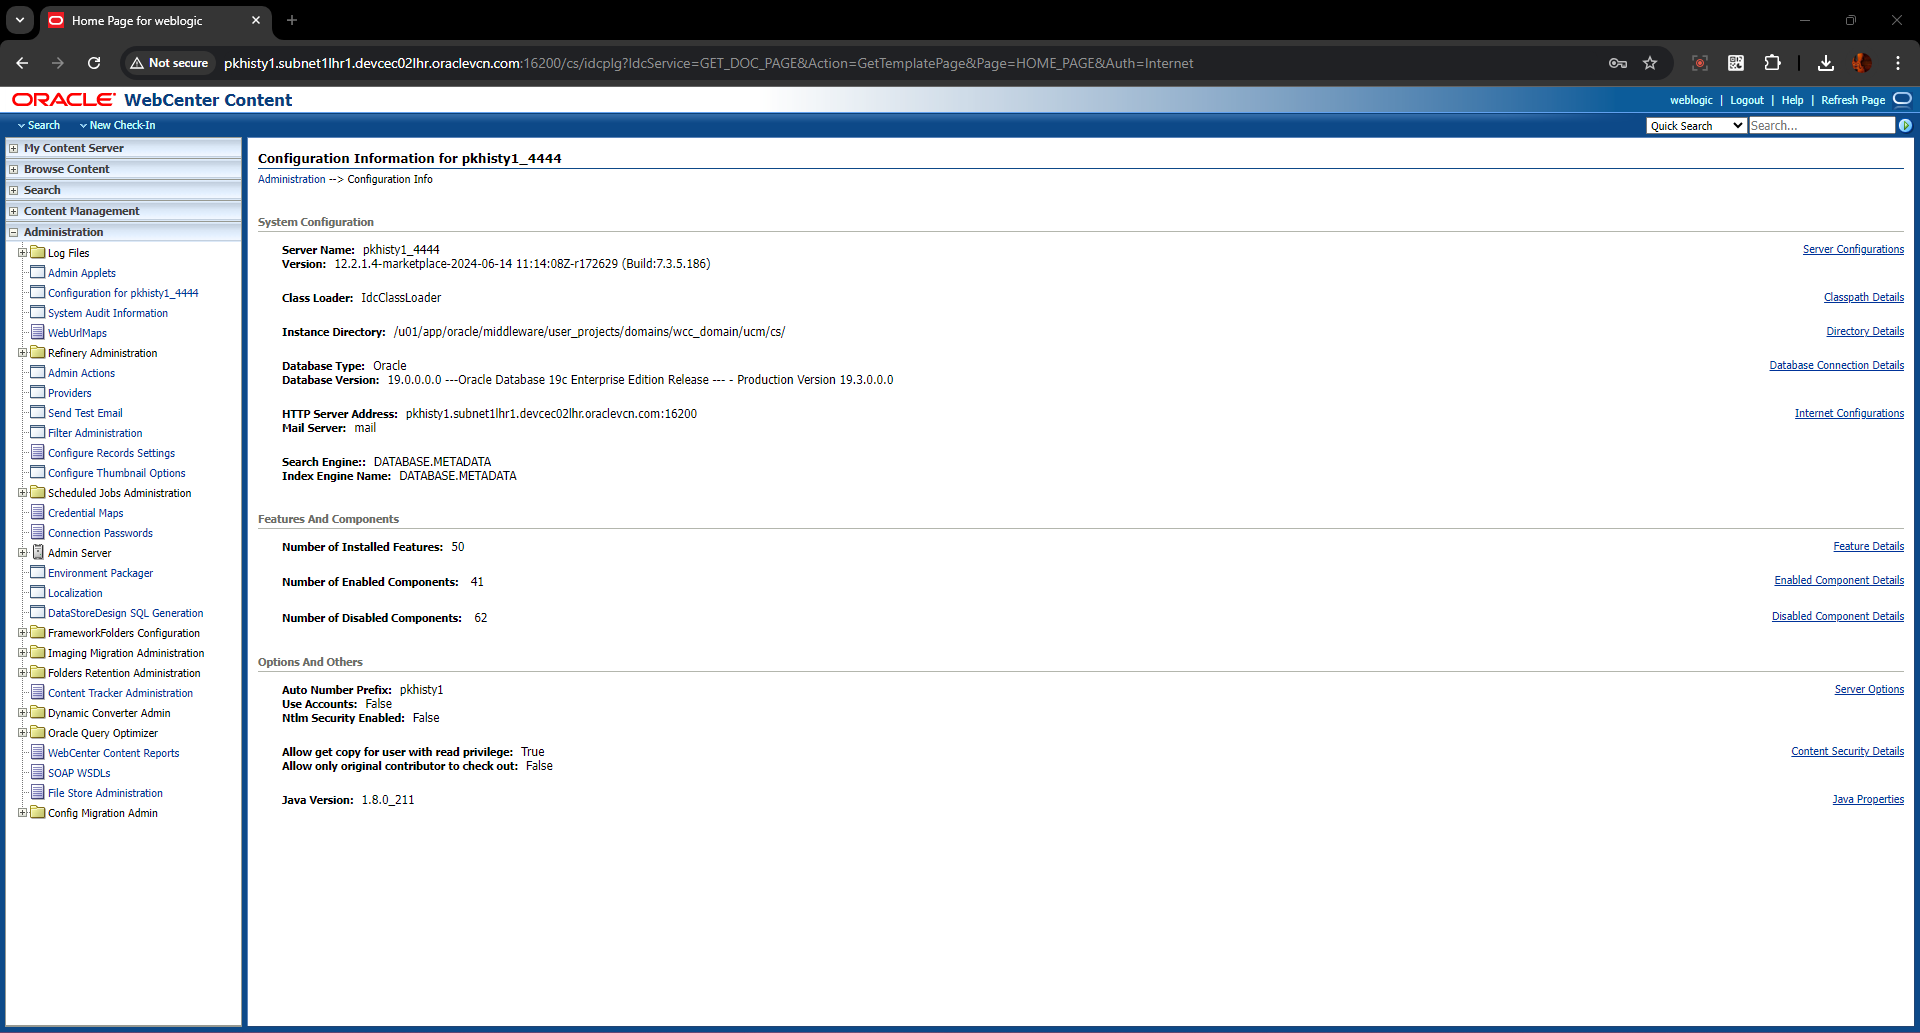 Home Page for weblogic
Not secure
pkhisty1.subnet1lhr1.devcec02lhr.oraclevcn.com:16200/cs/idcplg?IdcService=GET_DOC_PAGE&Action=GetTemplatePage&Page=HOME_PAGE&Auth=Internet
ORACLE WebCenter Content
weblogic | Logout | Help | Refresh Page
Search New Check-In
Quick Search Search...
My Content Server
Browse Content
Search
Content Management
Administration
Log Files
Admin Applets
Configuration for pkhisty1_4444
System Audit Information
WebUrlMaps
Refinery Administration
Admin Actions
Providers
Send Test Email
Filter Administration
Configure Records Settings
Configure Thumbnail Options
Scheduled Jobs Administration
Credential Maps
Connection Passwords
Admin Server
Environment Packager
Localization
DataStoreDesign SQL Generation
FrameworkFolders Configuration
Imaging Migration Administration
Folders Retention Administration
Content Tracker Administration
Dynamic Converter Admin
Oracle Query Optimizer
WebCenter Content Reports
SOAP WSDLs
File Store Administration
Config Migration Admin
Configuration Information for pkhisty1_4444
Administration --> Configuration Info
System Configuration
Server Name: pkhisty1_4444
Server Configurations
Version: 12.2.1.4-marketplace-2024-06-14 11:14:08Z-r172629 (Build:7.3.5.186)
Class Loader: IdcClassLoader
Classpath Details
Instance Directory: /u01/app/oracle/middleware/user_projects/domains/wcc_domain/ucm/cs/
Directory Details
Database Type: Oracle
Database Connection Details
Database Version: 19.0.0.0.0 ---Oracle Database 19c Enterprise Edition Release --- - Production Version 19.3.0.0.0
HTTP Server Address: pkhisty1.subnet1lhr1.devcec02lhr.oraclevcn.com:16200
Internet Configurations
Mail Server: mail
Search Engine:: DATABASE.METADATA
Index Engine Name: DATABASE.METADATA
Features And Components
Number of Installed Features: 50
Feature Details
Number of Enabled Components: 41
Enabled Component Details
Number of Disabled Components: 62
Disabled Component Details
Options And Others
Auto Number Prefix: pkhisty1
Server Options
Use Accounts: False
Ntlm Security Enabled: False
Allow get copy for user with read privilege: True
Content Security Details
Allow only original contributor to check out: False
Java Version: 1.8.0_211
Java Properties